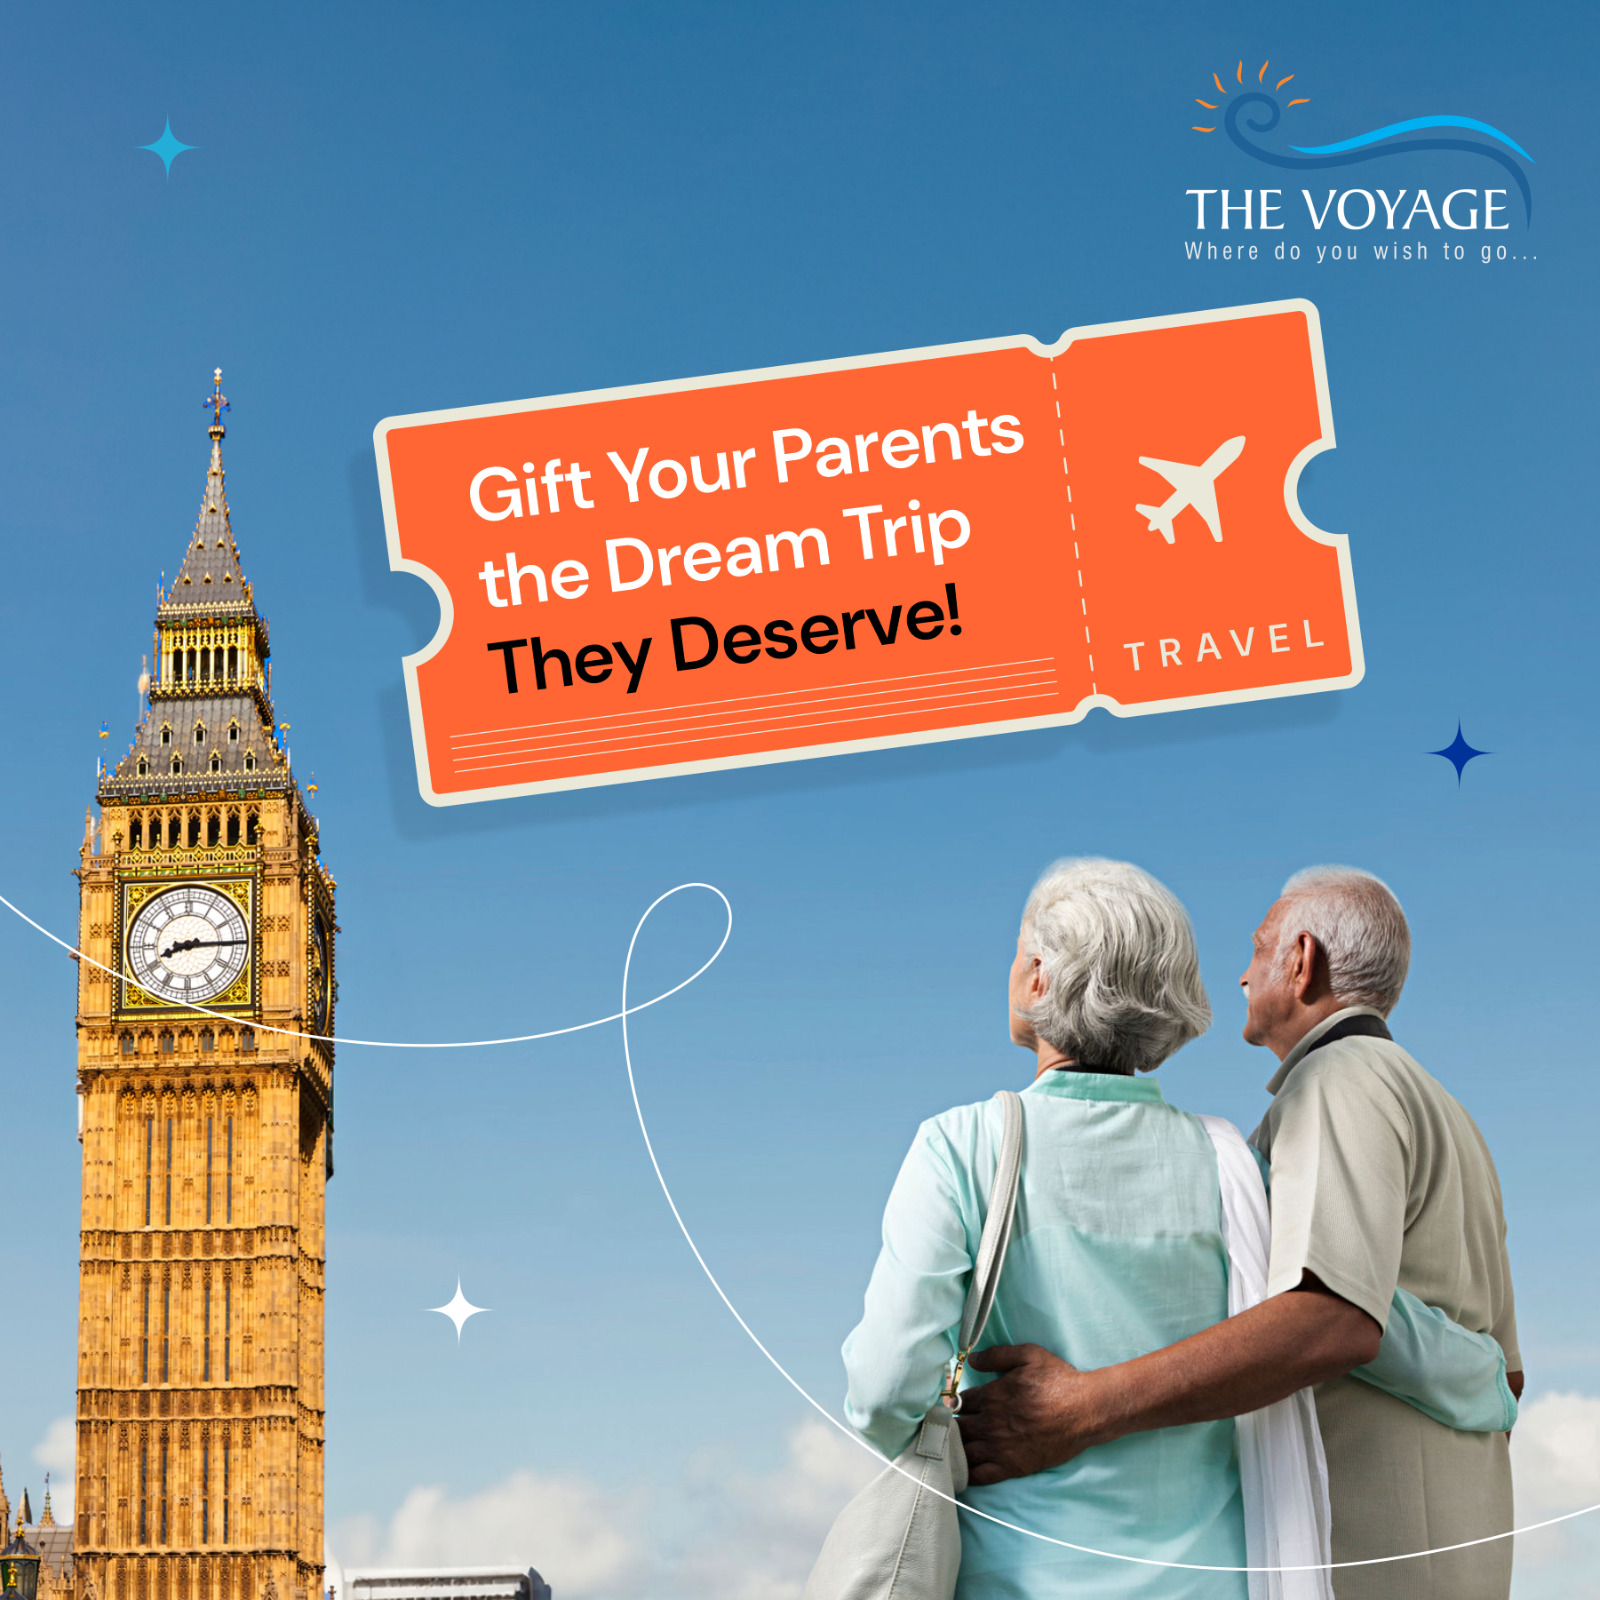 THE VOYAGE
Where do you wish to go...
Gift Your Parents
the Dream Trip
They Deserve!
TRAVEL